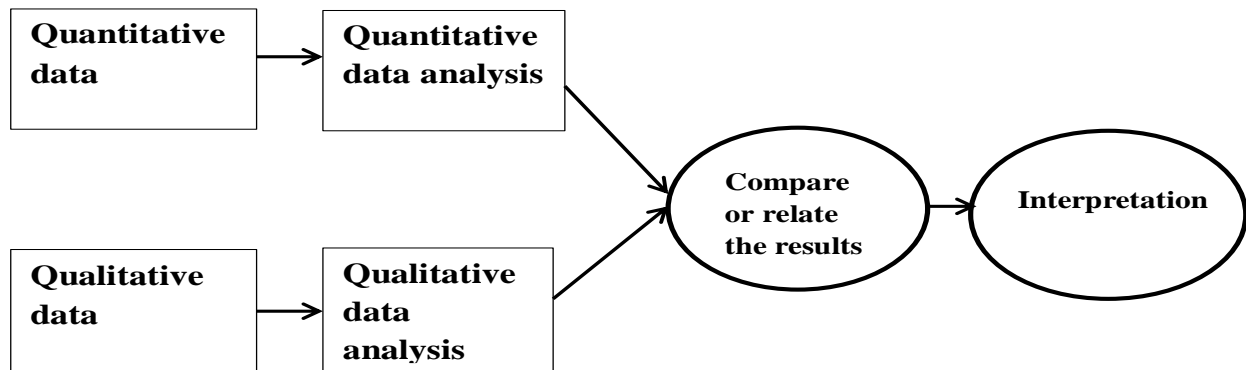 Quantitative
data
Quantitative
data analysis
Compare
or relate
the results
Interpretation
Qualitative
data
Qualitative
data
analysis